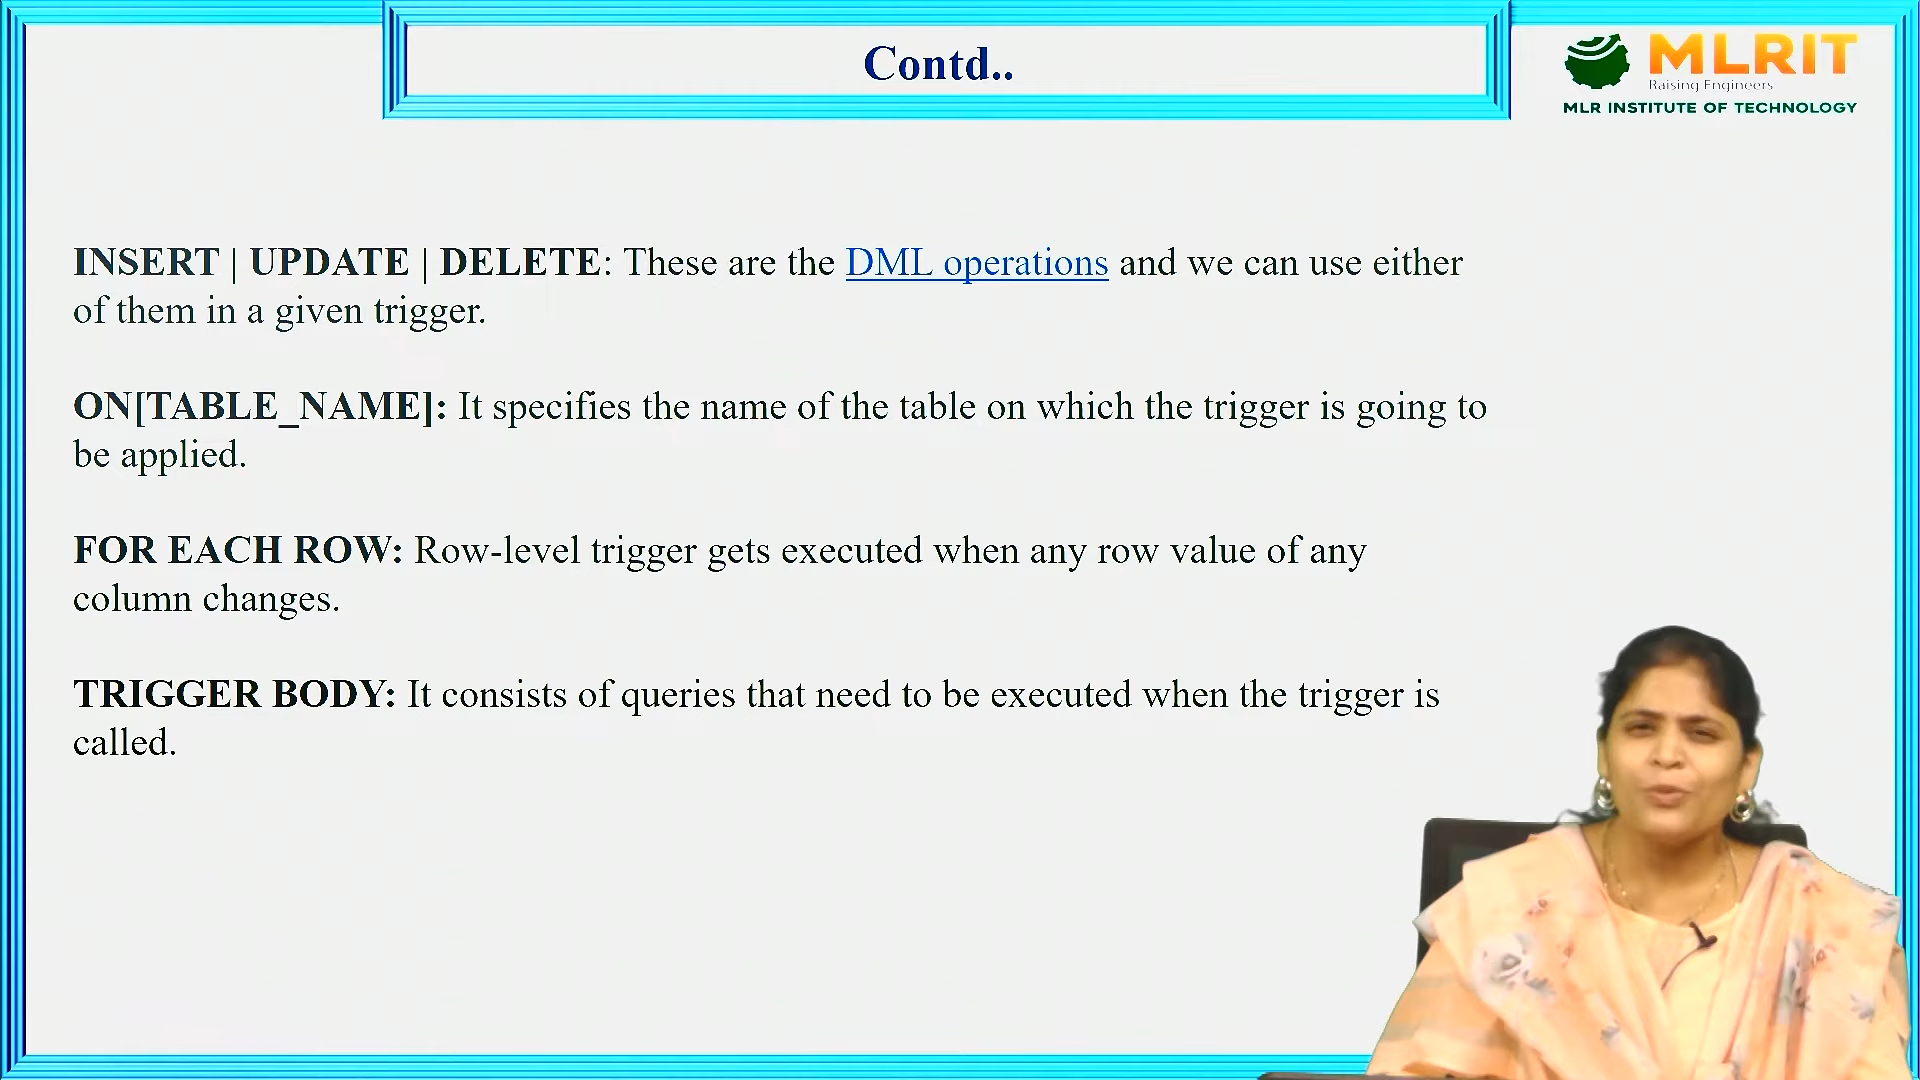 Contd..
MLRIT
Raising Engineers
MLR INSTITUTE OF TECHNOLOGY
INSERT | UPDATE | DELETE: These are the DML operations and we can use either
of them in a given trigger.
ON[TABLE_NAME]: It specifies the name of the table on which the trigger is going to
be applied.
FOR EACH ROW: Row-level trigger gets executed when any row value of any
column changes.
TRIGGER BODY: It consists of queries that need to be executed when the trigger is
called.